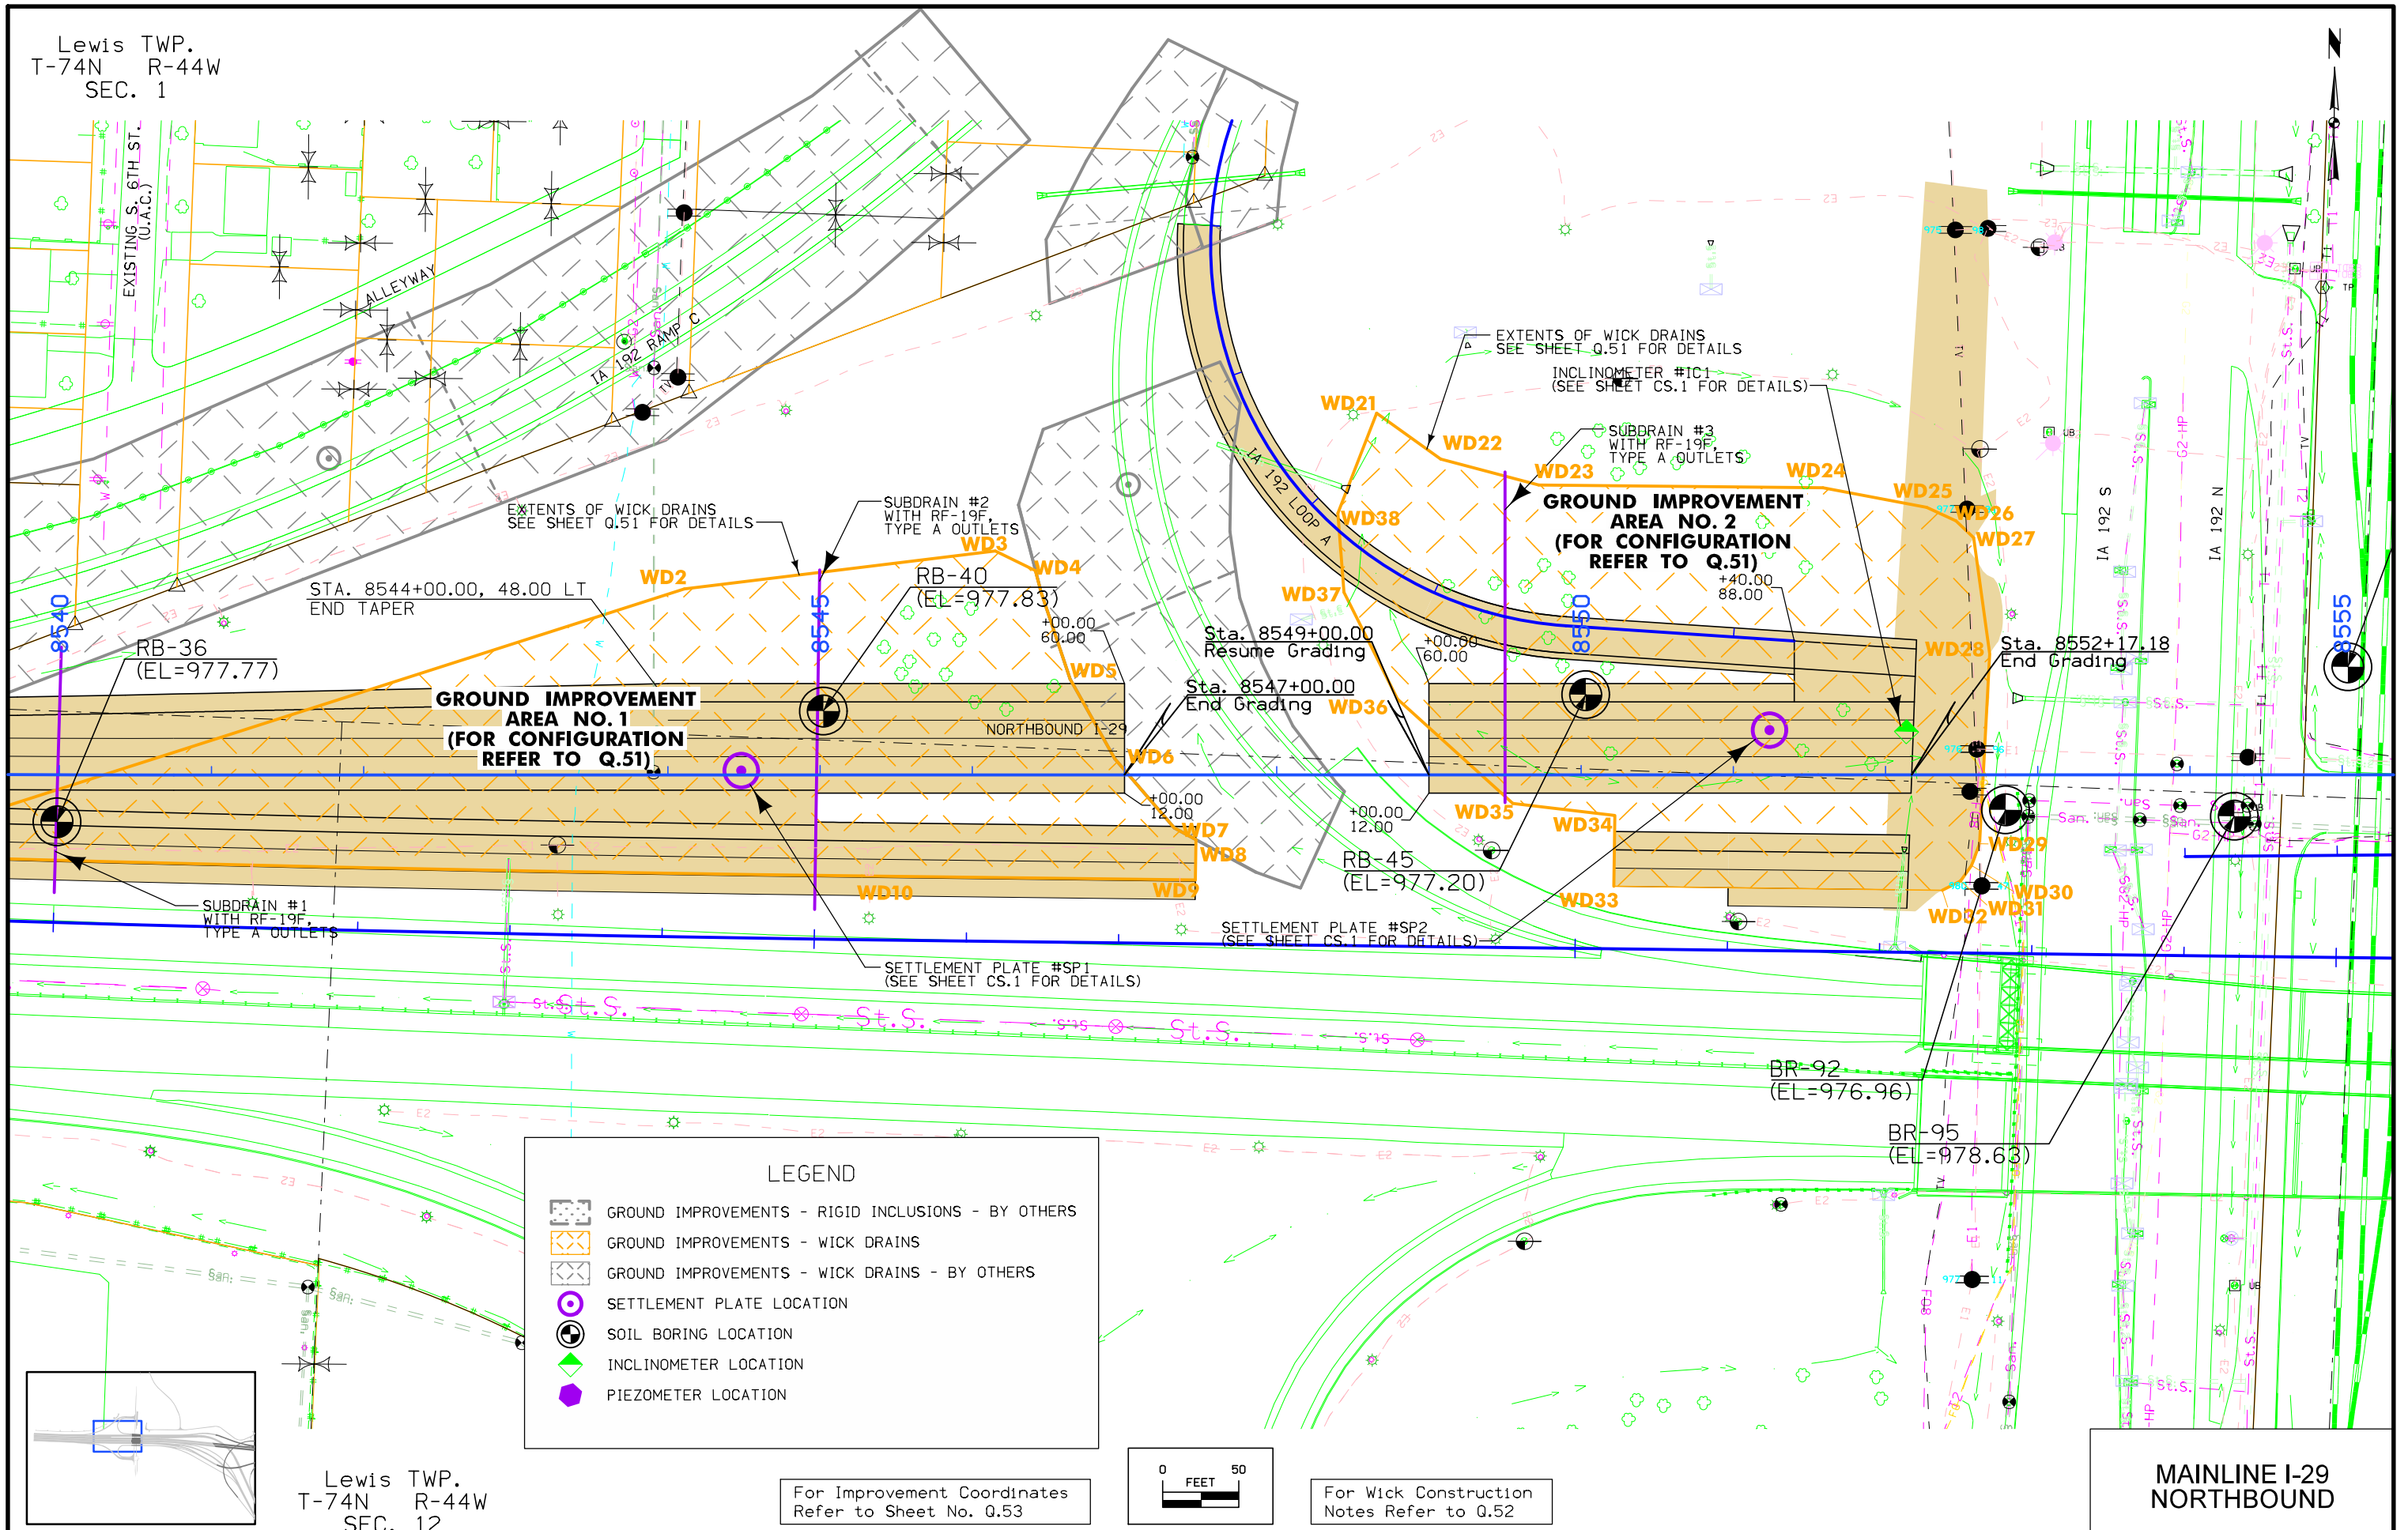 Lewis TWP.
T-74N R-44W
SEC. 1
N
EXISTING S. 6TH ST.
(U.A.C.)
ALLEYWAY
IA 192 RAMP C
EXTENTS OF WICK DRAINS
SEE SHEET Q.51 FOR DETAILS
INCLINOMETER #IC1
(SEE SHEET CS.1 FOR DETAILS)
WD21
WD22
SUBDRAIN #3
WITH RF-19F,
TYPE A OUTLETS
WD23
WD24
WD25
WD26
WD27
WD38
WD37
IA 192 LOOP A
GROUND IMPROVEMENT
AREA NO. 2
(FOR CONFIGURATION
REFER TO Q.51)
+40.00
88.00
IA 192 S
IA 192 N
EXTENTS OF WICK DRAINS
SEE SHEET Q.51 FOR DETAILS
SUBDRAIN #2
WITH RF-19F,
TYPE A OUTLETS
WD2
WD3
WD4
STA. 8544+00.00, 48.00 LT
END TAPER
RB-40
(EL=977.83)
+00.00
60.00
8540
8545
8550
8555
RB-36
(EL=977.77)
Sta. 8549+00.00
Resume Grading
+00.00
60.00
WD28
Sta. 8552+17.18
End Grading
WD5
Sta. 8547+00.00
End Grading
WD36
GROUND IMPROVEMENT
AREA NO. 1
(FOR CONFIGURATION
REFER TO Q.51)
NORTHBOUND I-29
WD6
+00.00
12.00
+00.00
12.00
WD35
WD34
WD7
WD8
WD9
WD10
RB-45
(EL=977.20)
WD33
WD29
WD30
WD31
WD32
SUBDRAIN #1
WITH RF-19F,
TYPE A OUTLETS
SETTLEMENT PLATE #SP2
(SEE SHEET CS.1 FOR DETAILS)
SETTLEMENT PLATE #SP1
(SEE SHEET CS.1 FOR DETAILS)
St.S.
St.S.
St.S.
St.S.
BR-92
(EL=976.96)
BR-95
(EL=978.63)
LEGEND
GROUND IMPROVEMENTS - RIGID INCLUSIONS - BY OTHERS
GROUND IMPROVEMENTS - WICK DRAINS
GROUND IMPROVEMENTS - WICK DRAINS - BY OTHERS
SETTLEMENT PLATE LOCATION
SOIL BORING LOCATION
INCLINOMETER LOCATION
PIEZOMETER LOCATION
Lewis TWP.
T-74N R-44W
SEC. 12
For Improvement Coordinates
Refer to Sheet No. Q.53
0 FEET 50
For Wick Construction
Notes Refer to Q.52
MAINLINE I-29
NORTHBOUND